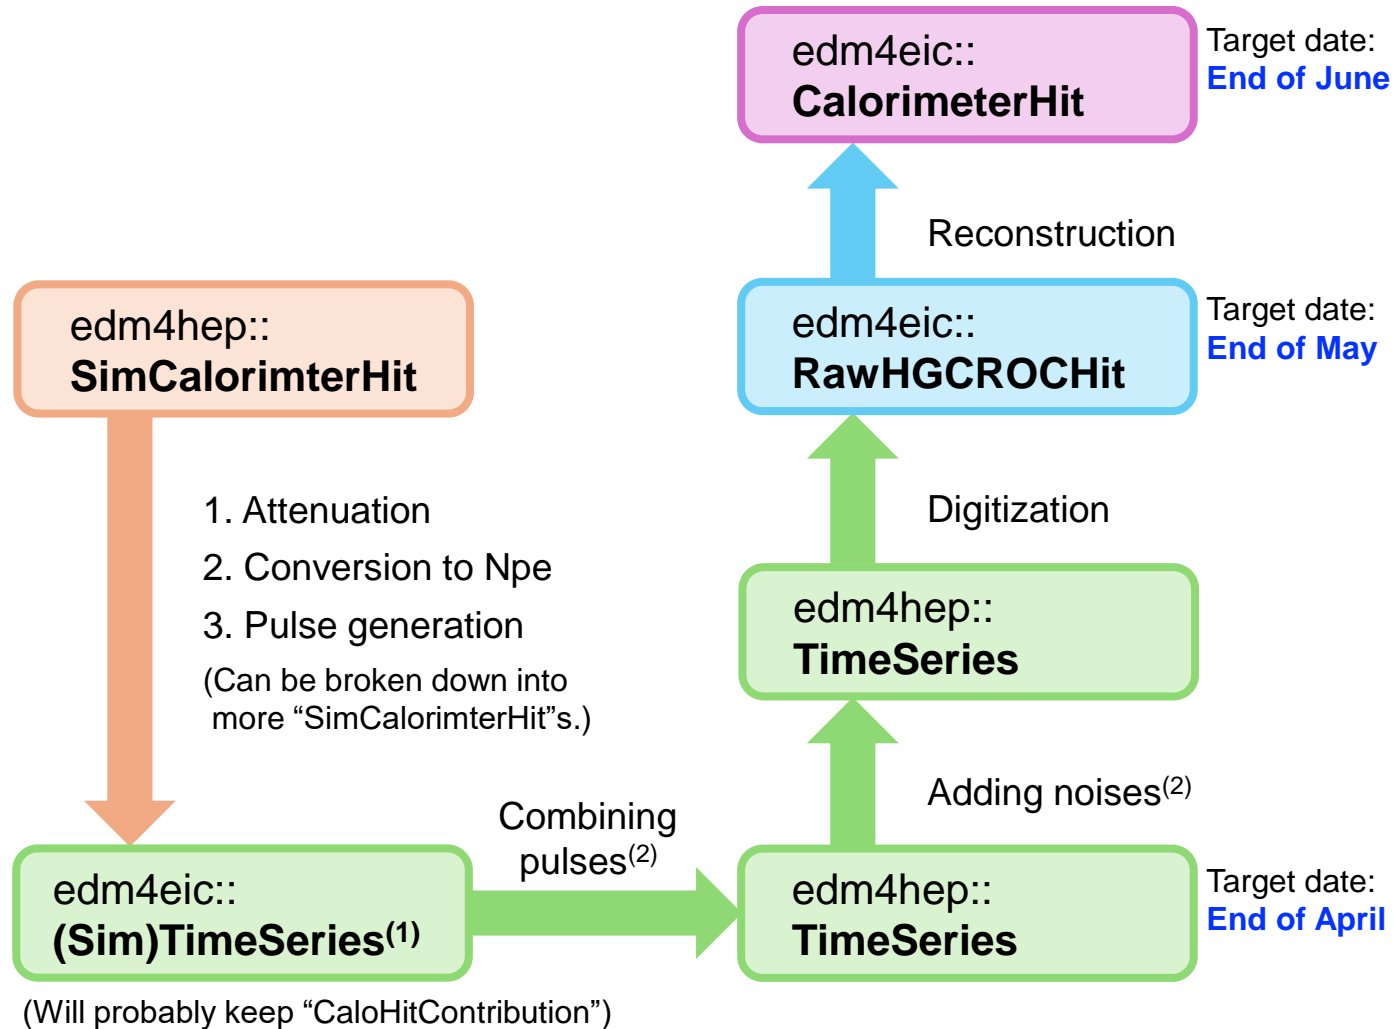 edm4eic::
CalorimeterHit
Target date:
End of June
Reconstruction
edm4hep::
SimCalorimterHit
edm4eic::
RawHGCROCHit
Target date:
End of May
1. Attenuation
2. Conversion to Npe
3. Pulse generation
(Can be broken down into
more “SimCalorimterHit”s.)
Digitization
edm4hep::
TimeSeries
Adding noises(2)
Combining
pulses(2)
edm4eic::
(Sim)TimeSeries(1)
(Will probably keep “CaloHitContribution”)
edm4hep::
TimeSeries
Target date:
End of April